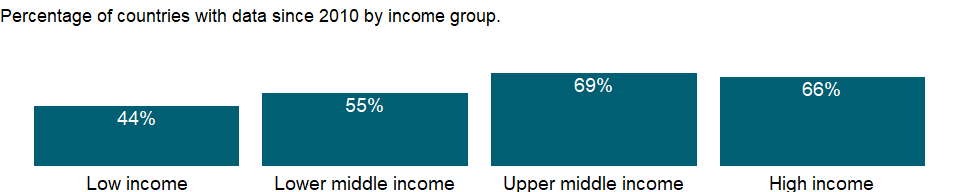 Percentage of countries with data since 2010 by income group.
44%
55%
69%
66%
Low income
Lower middle income
Upper middle income
High income